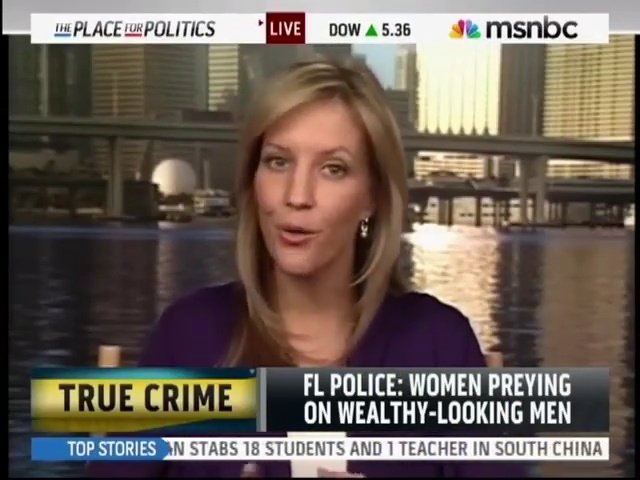 THE PLACE FOR POLITICS
LIVE
DOW ▲ 5.36
msnbc
TRUE CRIME
FL POLICE: WOMEN PREYING
ON WEALTHY-LOOKING MEN
TOP STORIES
AN STABS 18 STUDENTS AND 1 TEACHER IN SOUTH CHINA